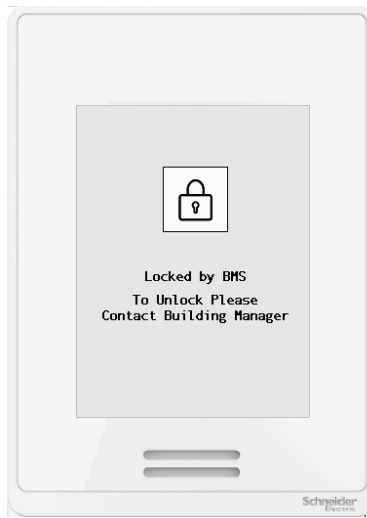 Locked by BMS
To Unlock Please
Contact Building Manager
Schneider
Electric